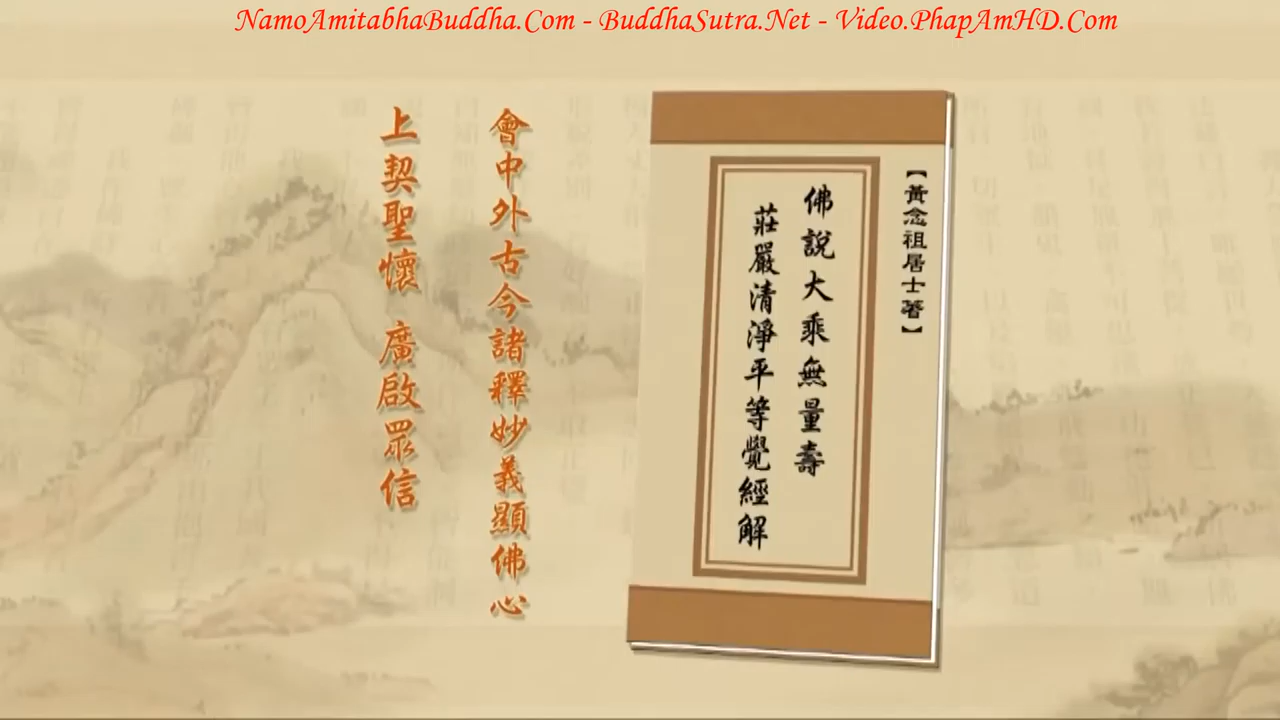 NamoAmitabhaBuddha.Com - BuddhaSutra.Net - Video.PhapAmHD.Com
【黃念祖居士著】
佛說大乘無量壽
莊嚴清淨平等覺經解
會中外古今諸釋妙義顯佛心
上契聖懷 廣啟眾信